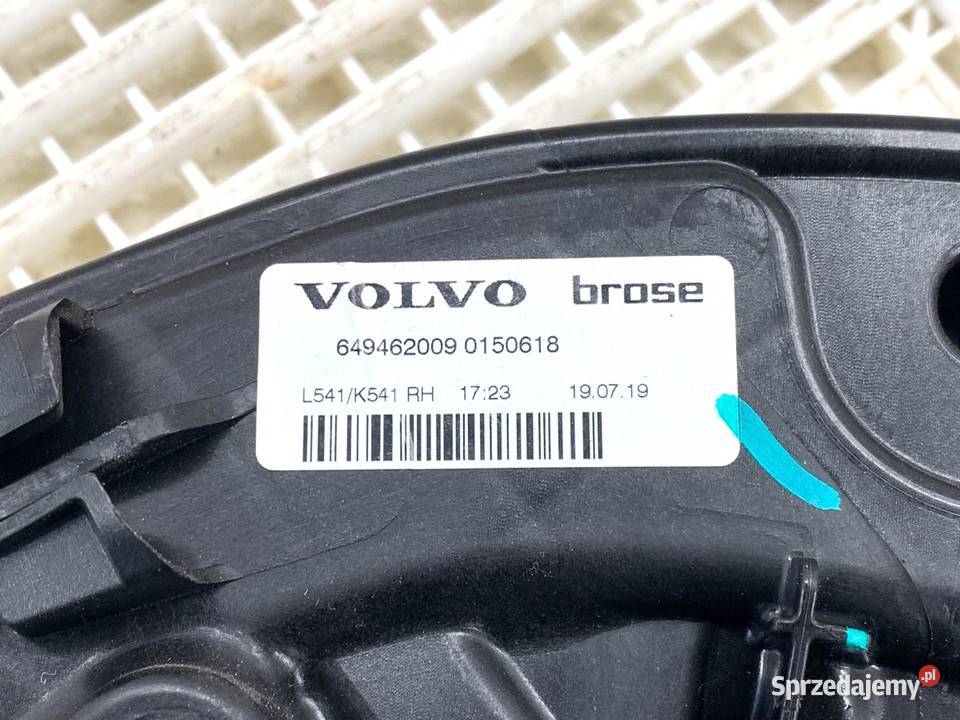 VOLVO brose
649462009 0150618
L541/K541 RH 17:23 19.07.19
Sprzedajemy.pl